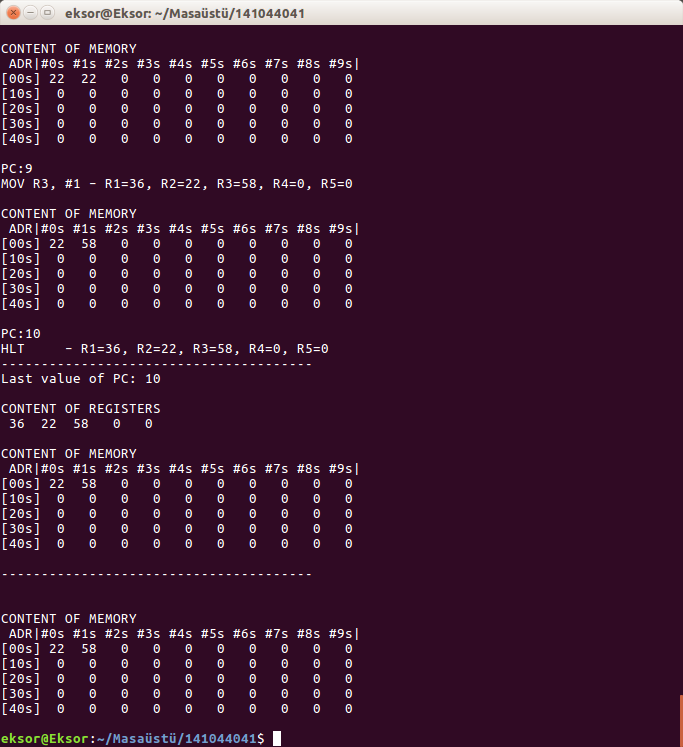 eksor@Eksor: ~/Masaüstü/141044041
CONTENT OF MEMORY
 ADR|#0s #1s #2s #3s #4s #5s #6s #7s #8s #9s|
[00s] 22  22   0   0   0   0   0   0   0   0
[10s]  0   0   0   0   0   0   0   0   0   0
[20s]  0   0   0   0   0   0   0   0   0   0
[30s]  0   0   0   0   0   0   0   0   0   0
[40s]  0   0   0   0   0   0   0   0   0   0
PC:9
MOV R3, #1 - R1=36, R2=22, R3=58, R4=0, R5=0
CONTENT OF MEMORY
 ADR|#0s #1s #2s #3s #4s #5s #6s #7s #8s #9s|
[00s] 22  58   0   0   0   0   0   0   0   0
[10s]  0   0   0   0   0   0   0   0   0   0
[20s]  0   0   0   0   0   0   0   0   0   0
[30s]  0   0   0   0   0   0   0   0   0   0
[40s]  0   0   0   0   0   0   0   0   0   0
PC:10
HLT     - R1=36, R2=22, R3=58, R4=0, R5=0
---------------------------------------
Last value of PC: 10
CONTENT OF REGISTERS
 36  22  58   0   0
CONTENT OF MEMORY
 ADR|#0s #1s #2s #3s #4s #5s #6s #7s #8s #9s|
[00s] 22  58   0   0   0   0   0   0   0   0
[10s]  0   0   0   0   0   0   0   0   0   0
[20s]  0   0   0   0   0   0   0   0   0   0
[30s]  0   0   0   0   0   0   0   0   0   0
[40s]  0   0   0   0   0   0   0   0   0   0
---------------------------------------
CONTENT OF MEMORY
 ADR|#0s #1s #2s #3s #4s #5s #6s #7s #8s #9s|
[00s] 22  58   0   0   0   0   0   0   0   0
[10s]  0   0   0   0   0   0   0   0   0   0
[20s]  0   0   0   0   0   0   0   0   0   0
[30s]  0   0   0   0   0   0   0   0   0   0
[40s]  0   0   0   0   0   0   0   0   0   0
eksor@Eksor:~/Masaüstü/141044041$